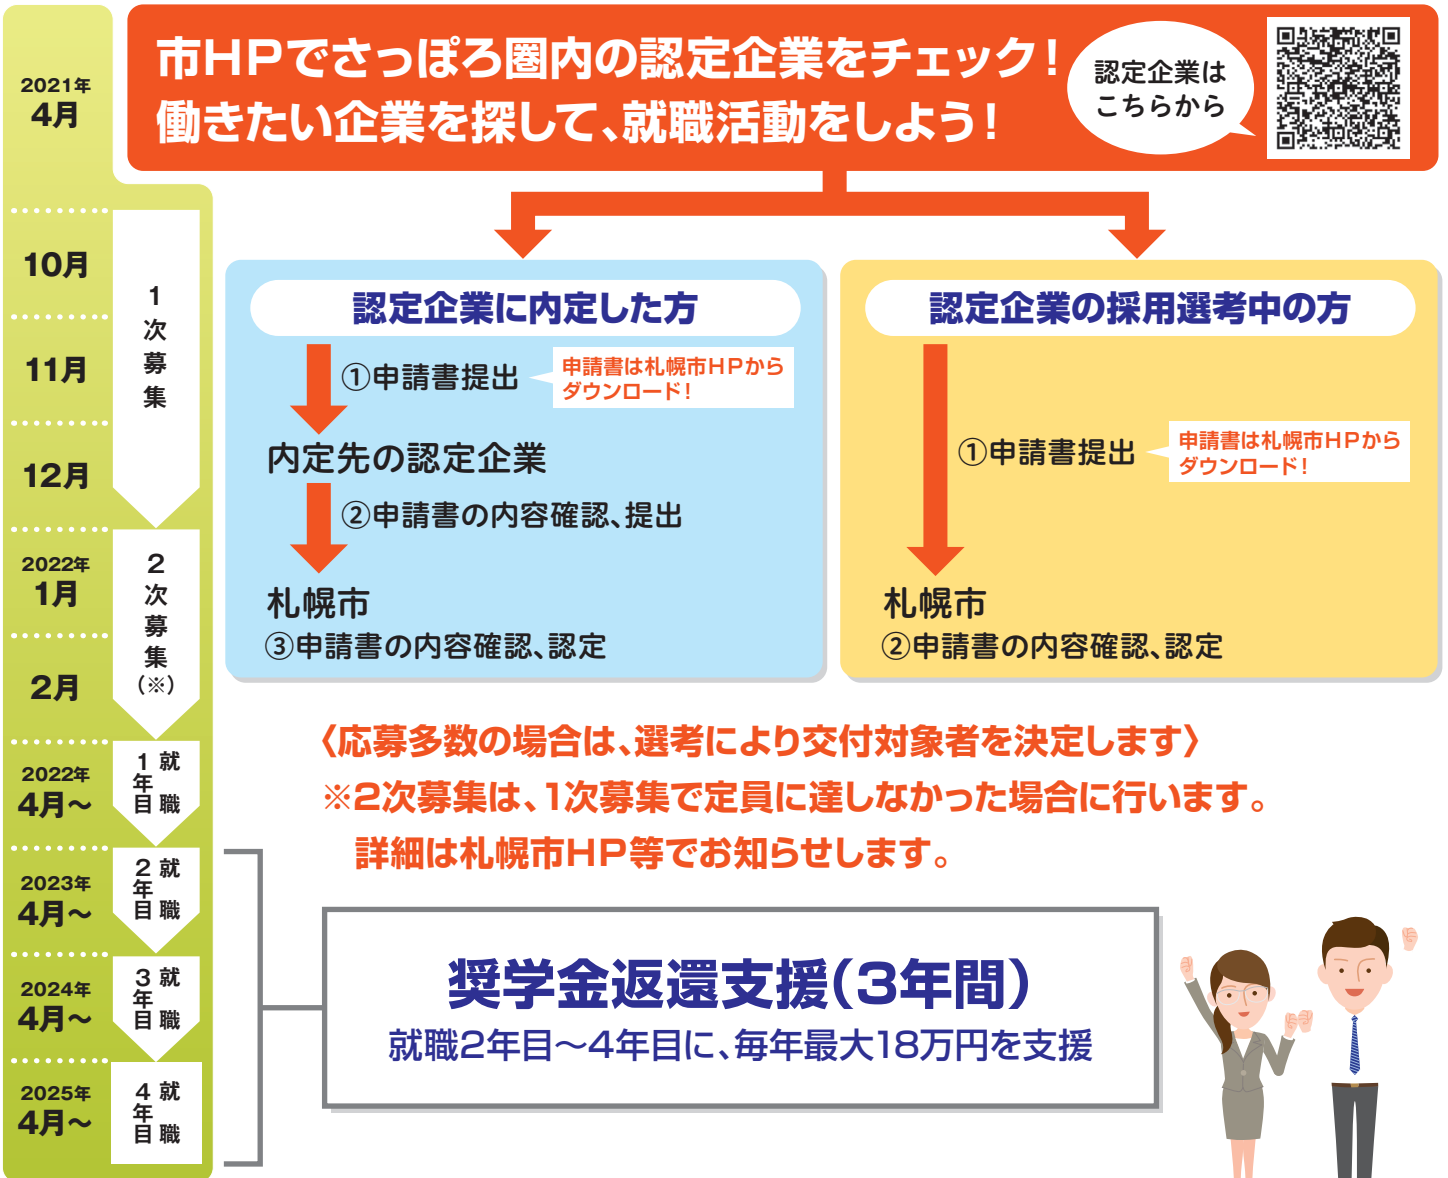 市HPでさっぽろ圏内の認定企業をチェック!
働きたい企業を探して、就職活動をしよう!
認定企業は
こちらから
2021年
4月
10月
11月
12月
2022年
1月
2月
2022年
4月～
2023年
4月～
2024年
4月～
2025年
4月～
1次募集
2次募集(※)
就職
1年目
就職
2年目
就職
3年目
就職
4年目
認定企業に内定した方
①申請書提出
申請書は札幌市HPから
ダウンロード!
内定先の認定企業
②申請書の内容確認、提出
札幌市
③申請書の内容確認、認定
認定企業の採用選考中の方
①申請書提出
申請書は札幌市HPから
ダウンロード!
札幌市
②申請書の内容確認、認定
〈応募多数の場合は、選考により交付対象者を決定します〉
※2次募集は、1次募集で定員に達しなかった場合に行います。
詳細は札幌市HP等でお知らせします。
奨学金返還支援(3年間)
就職2年目～4年目に、毎年最大18万円を支援